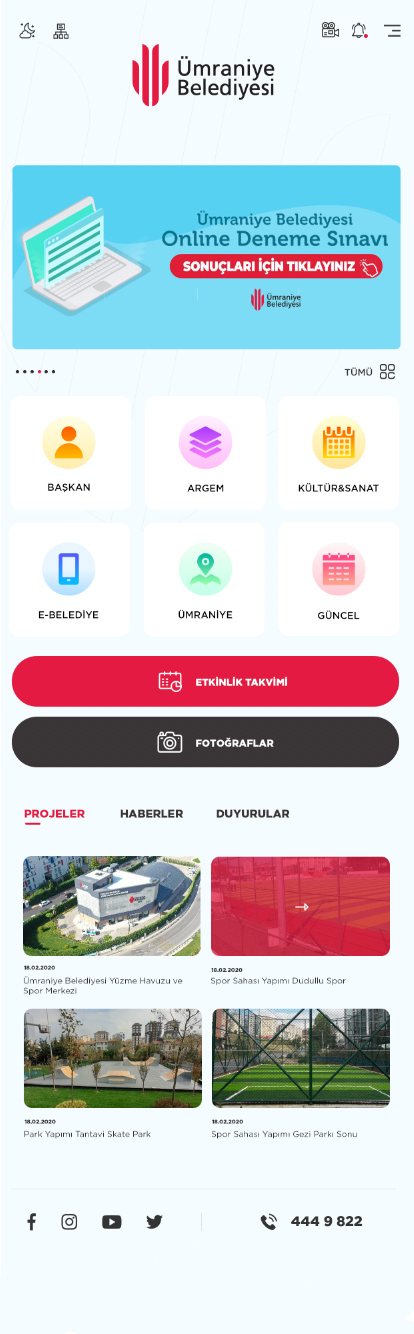 Ümraniye
Belediyesi
Ümraniye Belediyesi
Online Deneme Sınavı
SONUÇLARI İÇİN TIKLAYINIZ
Ümraniye
Belediyesi
TÜMÜ
BAŞKAN
ARGEM
KÜLTÜR&SANAT
E-BELEDİYE
ÜMRANİYE
GÜNCEL
ETKİNLİK TAKVİMİ
FOTOĞRAFLAR
PROJELER
HABERLER
DUYURULAR
18.02.2020
Ümraniye Belediyesi Yüzme Havuzu ve
Spor Merkezi
18.02.2020
Spor Sahası Yapımı Dudullu Spor
18.02.2020
Park Yapımı Tantavi Skate Park
18.02.2020
Spor Sahası Yapımı Gezi Parkı Sonu
444 9 822